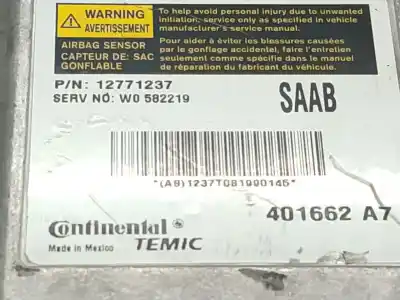 WARNING
AVERTISSEMENT
AIRBAG SENSOR
CAPTEUR DE SAC
GONFLABLE
To help avoid personal injury due to unwanted
initiation, service only as specified in vehicle
manufacturer's service manual.
Pour aider à éviter les blessures causées
par le gonflage accidentel, faire l'entretien
seulement comme spécifié dans le manuel
de réparation du fabricant du véhicule.
P/N: 12771237
SERV NO: W0 582219
SAAB
*(A9)1237T081990145*
Continental
TEMIC
Made in Mexico
401662 A7